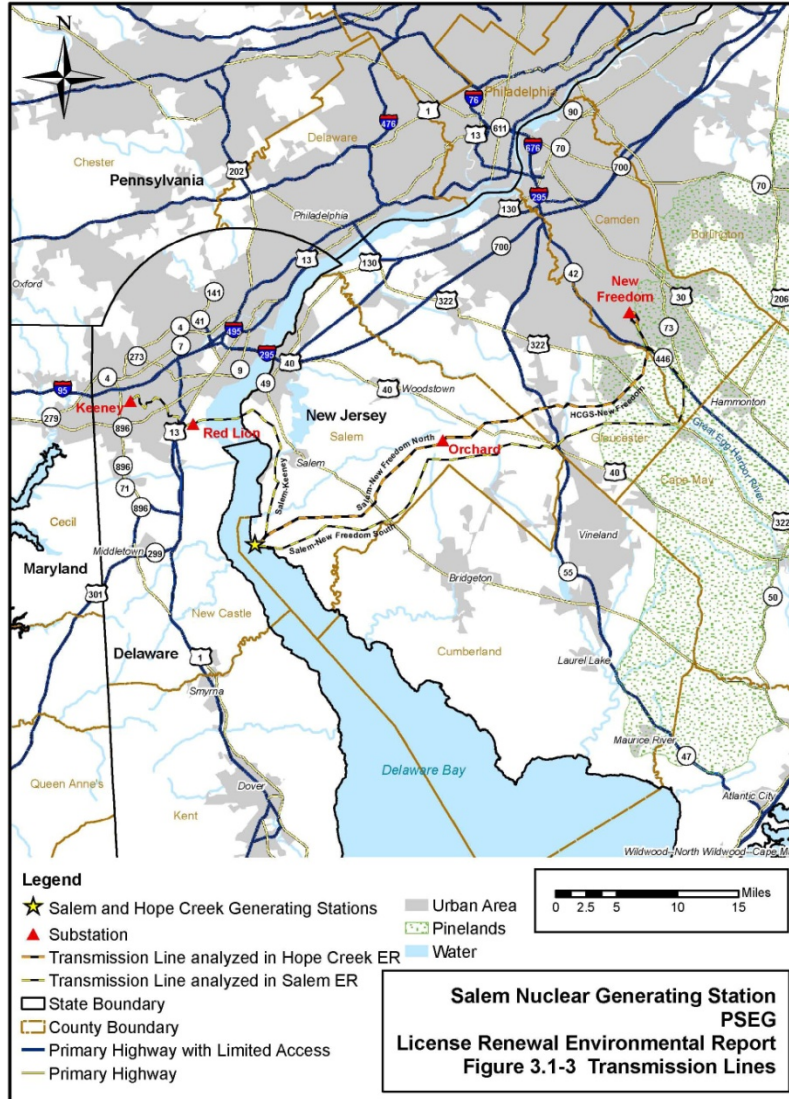 N
Philadelphia
76
1
Delaware
476
13
611
90
676
70
Chester
202
700
Pennsylvania
295
70
130
Camden
Burlington
Philadelphia
700
13
130
42
New
Freedom
206
Oxford
141
322
30
4
41
495
73
7
322
273
295
40
446
9
95
4
49
40
Woodstown
Hammonton
Keeney
HCGS-New Freedom
279
896
13
Red Lion
New Jersey
Salem
Orchard
Gloucester
Great Egg Harbor River
Salem
Salem-New Freedom North
40
Cape May
896
71
Salem-Keeney
322
Cecil
896
Salem-New Freedom South
Vineland
Middletown
299
Maryland
301
Bridgeton
55
50
New Castle
Delaware
Cumberland
1
Laurel Lake
Smyrna
Maurice River
47
Delaware Bay
Queen Anne's
Dover
Atlantic City
Kent
Wildwood--North Wildwood--Cape M
Legend
Salem and Hope Creek Generating Stations
Substation
Transmission Line analyzed in Hope Creek ER
Transmission Line analyzed in Salem ER
State Boundary
County Boundary
Primary Highway with Limited Access
Primary Highway
Urban Area
Pinelands
Water
Miles
0 2.5 5 10 15
Salem Nuclear Generating Station
PSEG
License Renewal Environmental Report
Figure 3.1-3 Transmission Lines